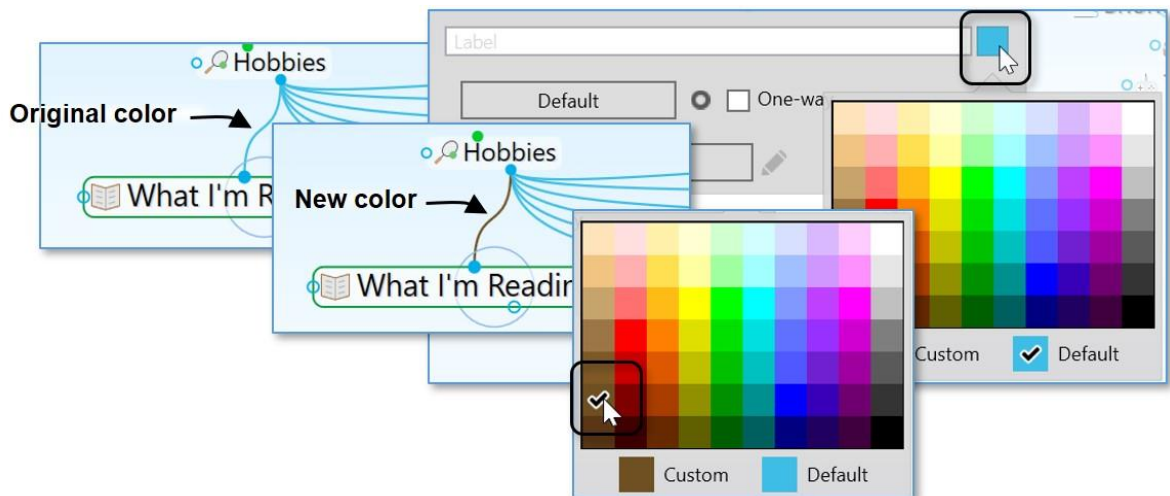 Hobbies
Original color
What I'm R
Hobbies
New color
What I'm Readin
Label
Default
One-wa
Custom
Default
Custom
Default